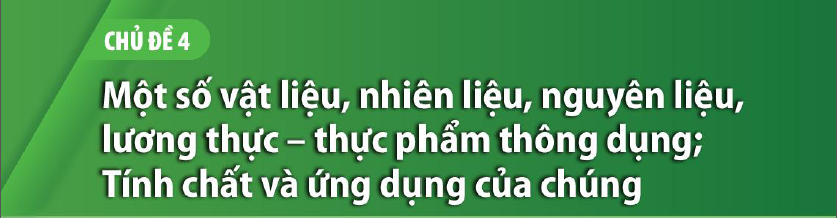 CHỦ ĐỀ 4
Một số vật liệu, nhiên liệu, nguyên liệu,
lương thực – thực phẩm thông dụng;
Tính chất và ứng dụng của chúng